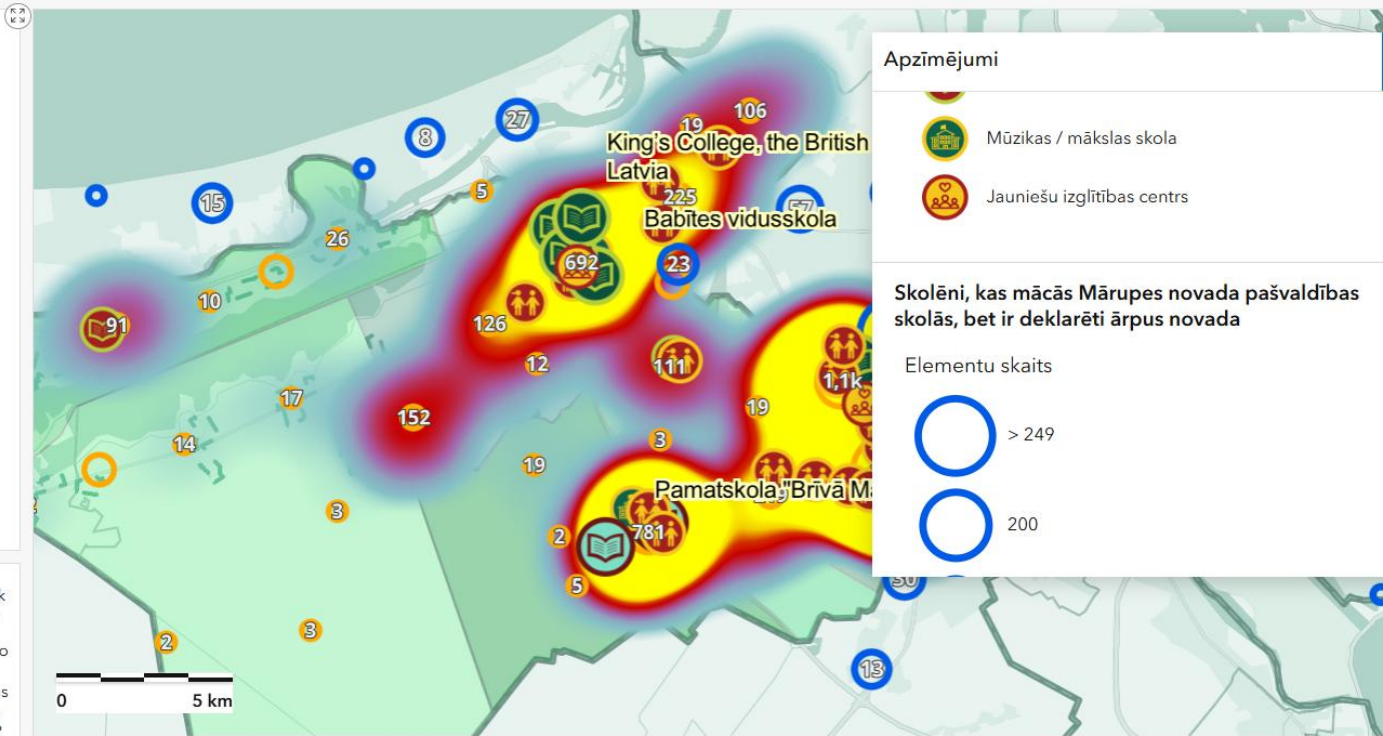 Apzīmējumi
Mūzikas / mākslas skola
Jauniešu izglītības centrs
Skolēni, kas mācās Mārupes novada pašvaldības
skolās, bet ir deklarēti ārpus novada
Elementu skaits
> 249
200
106
27
19
8
King's College, the British
Latvia
5
225
15
57
Babītes vidusskola
26
692
23
10
126
91
12
111
1,1k
17
152
19
14
3
19
Pamatskola "Brīvā
3
781
2
5
30
3
2
13
0 5 km